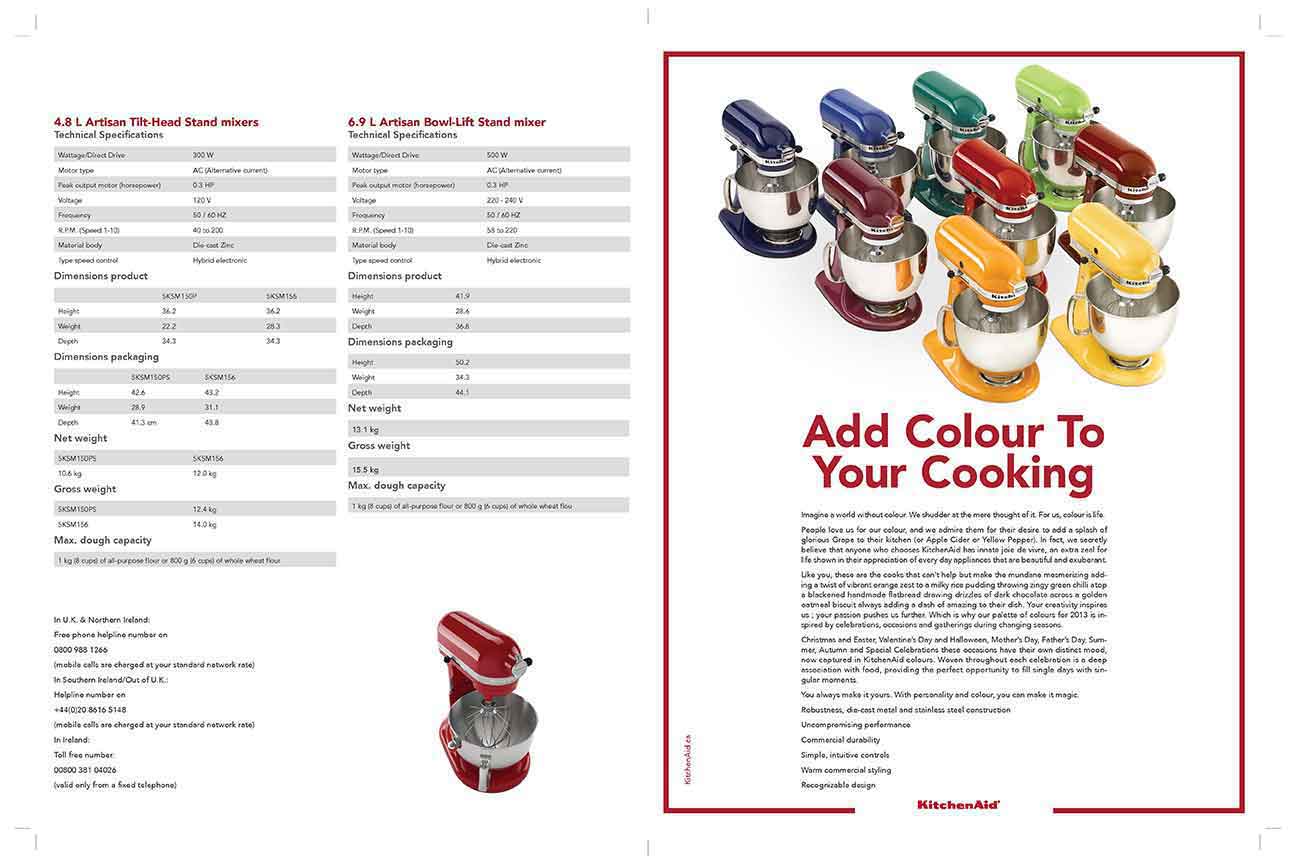 4.8 L Artisan Tilt-Head Stand mixers
Technical Specifications
Wattage/Direct Drive 300 W
Motor type AC (Alternative current)
Peak output motor (horsepower) 0.3 HP
Voltage 120 V
Frequency 50 / 60 HZ
R.P.M. (Speed 1-10) 40 to 200
Material body Die-cast Zinc
Type speed control Hybrid electronic
Dimensions product
5KSM150P 5KSM156
Height 36.2 36.2
Weight 22.2 28.3
Depth 34.3 34.3
Dimensions packaging
5KSM150PS 5KSM156
Height 42.6 43.2
Weight 28.9 31.1
Depth 41.3 cm 43.8
Net weight
5KSM150PS 5KSM156
10.6 kg 12.0 kg
Gross weight
5KSM150PS 12.4 kg
5KSM156 14.0 kg
Max. dough capacity
1 kg (8 cups) of all-purpose flour or 800 g (6 cups) of whole wheat flour
6.9 L Artisan Bowl-Lift Stand mixer
Technical Specifications
Wattage/Direct Drive 500 W
Motor type AC (Alternative current)
Peak output motor (horsepower) 0.3 HP
Voltage 220 - 240 V
Frequency 50 / 60 HZ
R.P.M. (Speed 1-10) 58 to 220
Material body Die-cast Zinc
Type speed control Hybrid electronic
Dimensions product
Height 41.9
Weight 28.6
Depth 36.8
Dimensions packaging
Height 50.2
Weight 34.3
Depth 44.1
Net weight
13.1 kg
Gross weight
15.5 kg
Max. dough capacity
1 kg (8 cups) of all-purpose flour or 800 g (6 cups) of whole wheat flou
In U.K. & Northern Ireland:
Free phone helpline number on
0800 988 1266
(mobile calls are charged at your standard network rate)
In Southern Ireland/Out of U.K.:
Helpline number on
+44(0)20 8616 5148
(mobile calls are charged at your standard network rate)
In Ireland:
Toll free number:
00800 381 04026
(valid only from a fixed telephone)
Add Colour To
Your Cooking
Imagine a world without colour. We shudder at the mere thought of it. For us, colour is life.
People love us for our colour, and we admire them for their desire to add a splash of
glorious Grape to their kitchen (or Apple Cider or Yellow Pepper). In fact, we secretly
believe that anyone who chooses KitchenAid has innate joie de vivre, an extra zeal for
life shown in their appreciation of every day appliances that are beautiful and exuberant.
Like you, these are the cooks that can't help but make the mundane mesmerizing add-
ing a twist of vibrant orange zest to a milky rice pudding throwing zingy green chilli atop
a blackened handmade flatbread drawing drizzles of dark chocolate across a golden
oatmeal biscuit always adding a dash of amazing to their dish. Your creativity inspires
us ; your passion pushes us further. Which is why our palette of colours for 2013 is in-
spired by celebrations, occasions and gatherings during changing seasons.
Christmas and Easter, Valentine's Day and Halloween, Mother's Day, Father's Day, Sum-
mer, Autumn and Special Celebrations these occasions have their own distinct mood,
now captured in KitchenAid colours. Woven throughout each celebration is a deep
association with food, providing the perfect opportunity to fill single days with sin-
gular moments.
You always make it yours. With personality and colour, you can make it magic.
Robustness, die-cast metal and stainless steel construction
Uncompromising performance
Commercial durability
Simple, intuitive controls
Warm commercial styling
Recognizable design
KitchenAid.ca
KitchenAid®